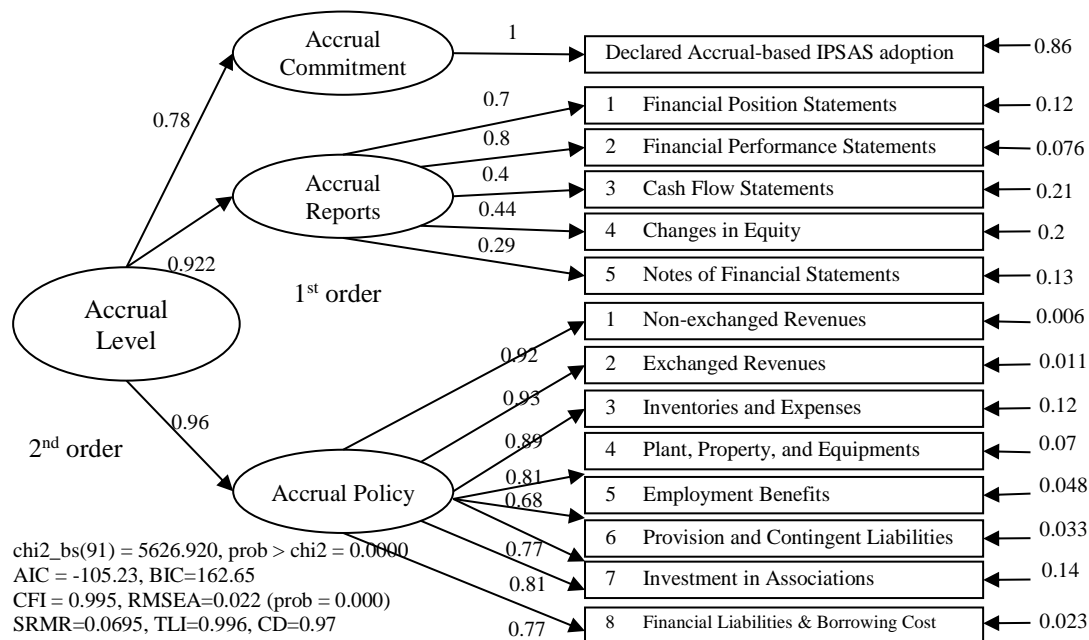 Accrual
Commitment
1
Declared Accrual-based IPSAS adoption
0.86
0.78
0.7
1 Financial Position Statements
0.12
0.8
2 Financial Performance Statements
0.076
Accrual
Reports
0.4
3 Cash Flow Statements
0.21
0.44
4 Changes in Equity
0.2
0.29
5 Notes of Financial Statements
0.13
0.922
1st order
Accrual
Level
0.92
1 Non-exchanged Revenues
0.006
0.93
2 Exchanged Revenues
0.011
0.89
3 Inventories and Expenses
0.12
0.96
2nd order
0.81
4 Plant, Property, and Equipments
0.07
Accrual Policy
0.68
5 Employment Benefits
0.048
0.77
6 Provision and Contingent Liabilities
0.033
0.81
7 Investment in Associations
0.14
0.77
8 Financial Liabilities & Borrowing Cost
0.023
chi2_bs(91) = 5626.920, prob > chi2 = 0.0000
AIC = -105.23, BIC=162.65
CFI = 0.995, RMSEA=0.022 (prob = 0.000)
SRMR=0.0695, TLI=0.996, CD=0.97